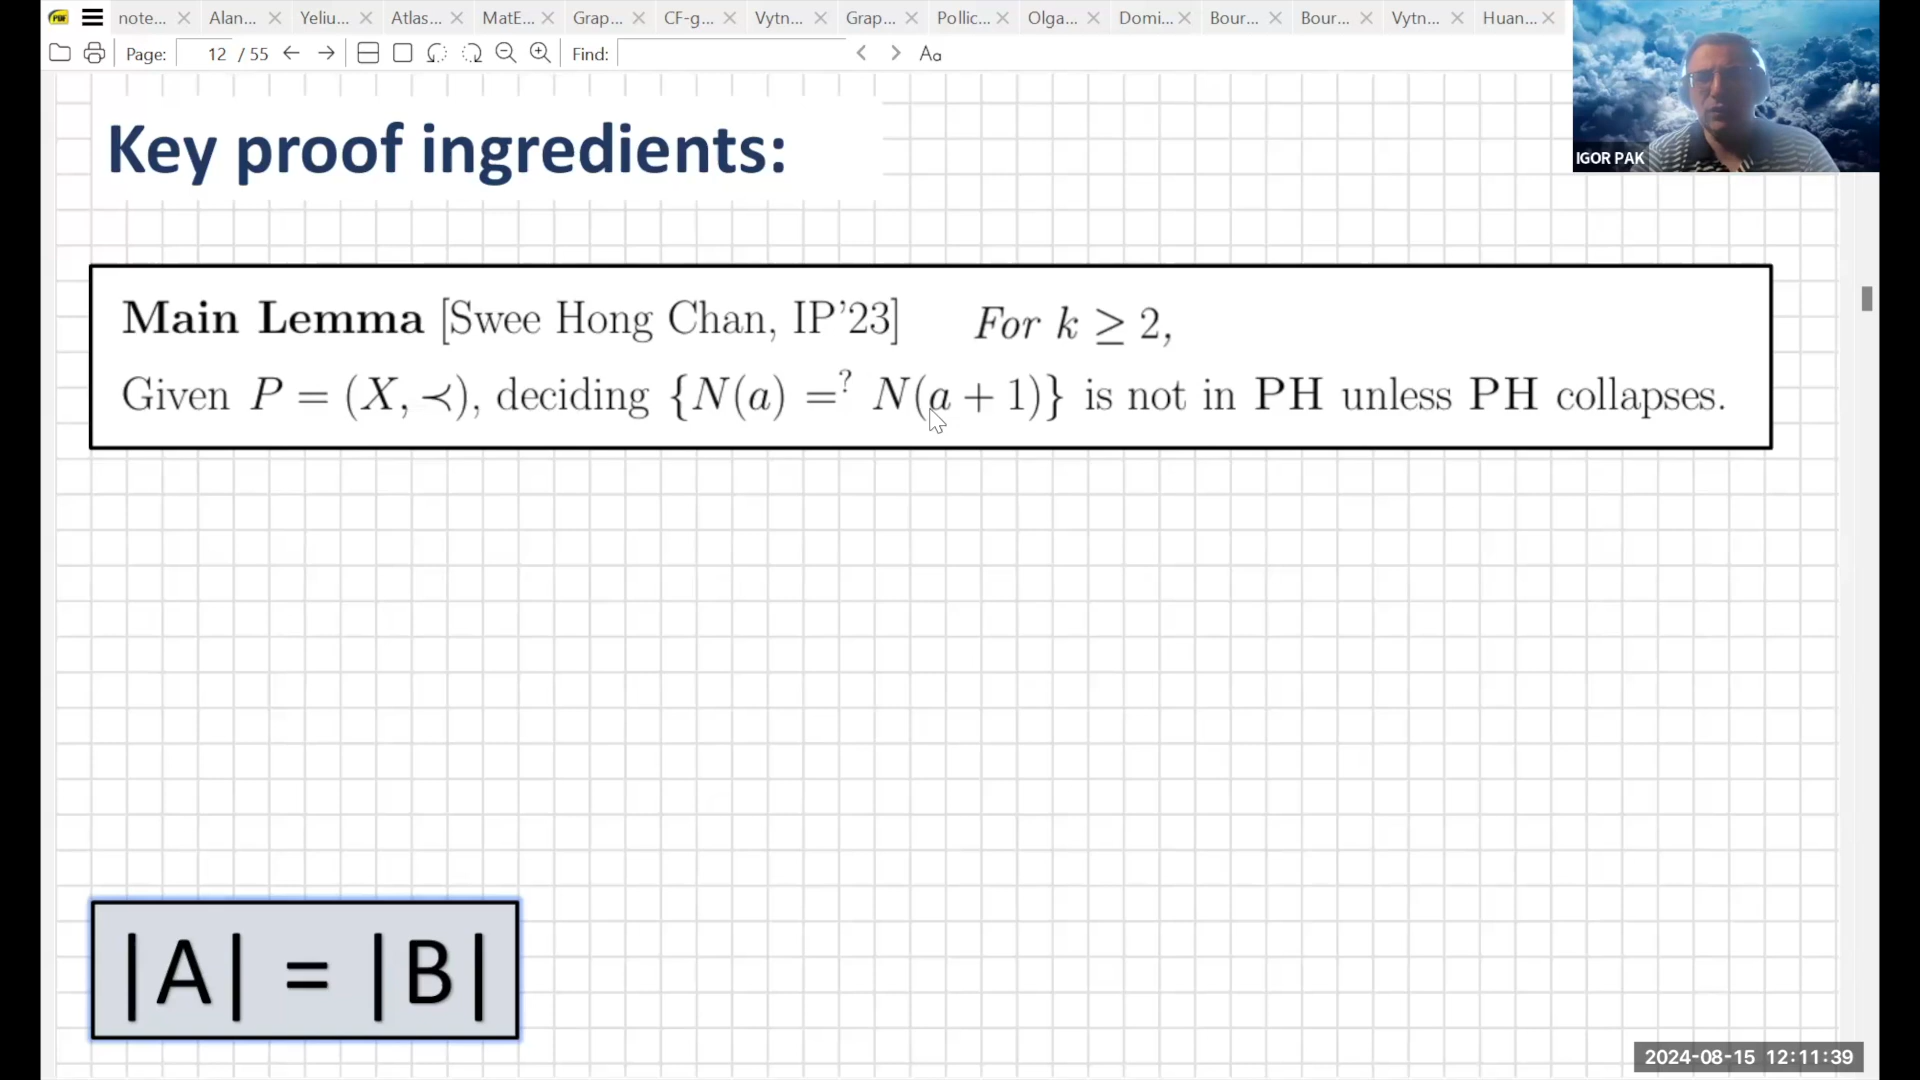 note... Alan... Yeliu... Atlas... MatE... Grap... CF-g... Vytn... Grap... Pollic... Olga... Domi... Bour... Bour... Vytn... Huan...
Page: 12 / 55 Find: Aa
IGOR PAK
Key proof ingredients:
Main Lemma [Swee Hong Chan, IP'23] For k ≥ 2,
Given P = (X, ≺), deciding {N(a) =? N(a + 1)} is not in PH unless PH collapses.
|A| = |B|
2024-08-15 12:11:39